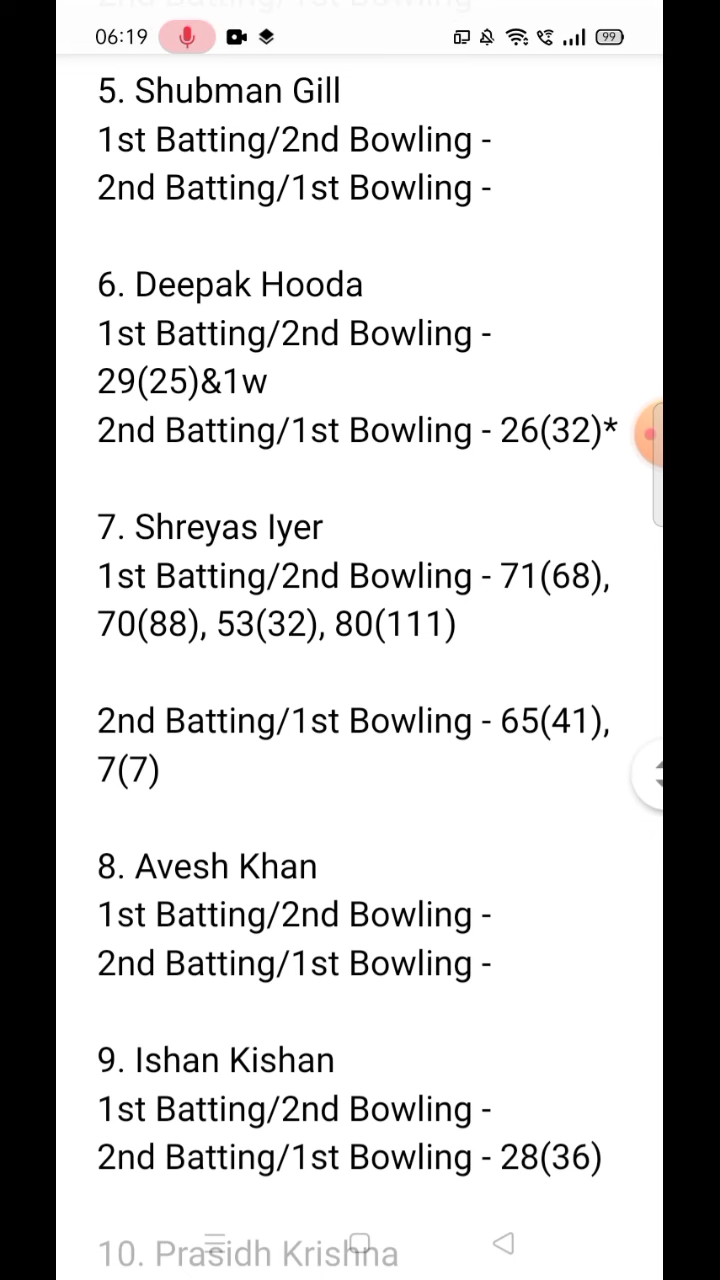 06:19
99
5. Shubman Gill
1st Batting/2nd Bowling -
2nd Batting/1st Bowling -
6. Deepak Hooda
1st Batting/2nd Bowling -
29(25)&1w
2nd Batting/1st Bowling - 26(32)*
7. Shreyas Iyer
1st Batting/2nd Bowling - 71(68),
70(88), 53(32), 80(111)
2nd Batting/1st Bowling - 65(41),
7(7)
8. Avesh Khan
1st Batting/2nd Bowling -
2nd Batting/1st Bowling -
9. Ishan Kishan
1st Batting/2nd Bowling -
2nd Batting/1st Bowling - 28(36)
10. Prasidh Krishna